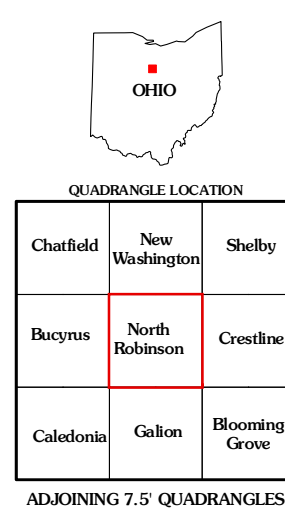 OHIO
QUADRANGLE LOCATION
Chatfield
New
Washington
Shelby
Bucyrus
North
Robinson
Crestline
Caledonia
Galion
Blooming
Grove
ADJOINING 7.5' QUADRANGLES